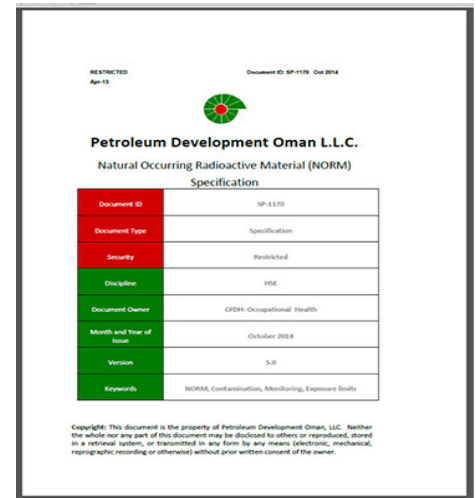 RESTRICTED Document ID: SP-1170 Oct 2014
Apr-15
Petroleum Development Oman L.L.C.
Natural Occurring Radioactive Material (NORM)
Specification
Document ID SP-1170
Document Type Specification
Security Restricted
Discipline HSE
Document Owner CFDH- Occupational Health
Month and Year of
Issue October 2014
Version 5.0
Keywords NORM, Contamination, Monitoring, Exposure limits
Copyright: This document is the property of Petroleum Development Oman, LLC. Neither
the whole nor any part of this document may be disclosed to others or reproduced, stored
in a retrieval system, or transmitted in any form by any means (electronic, mechanical,
reprographic recording or otherwise) without prior written consent of the owner.